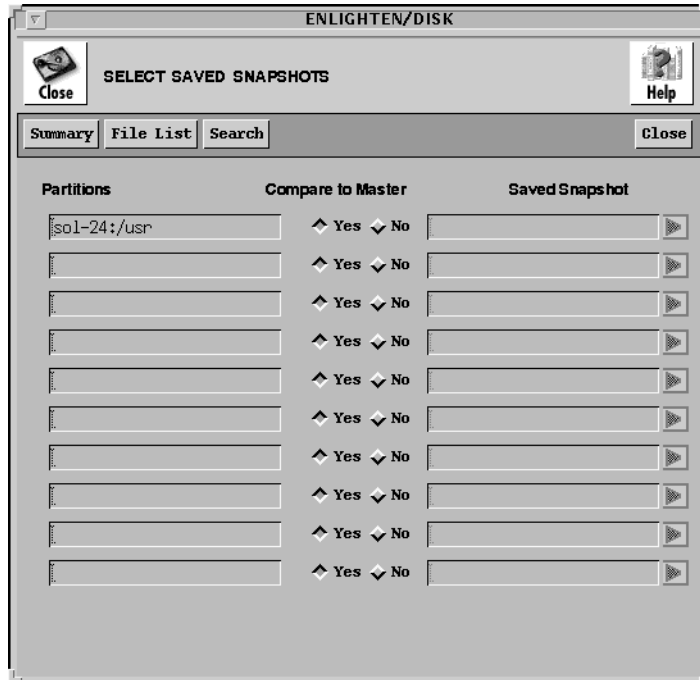 ENLIGHTEN/DISK
Close
SELECT SAVED SNAPSHOTS
Help
Summary File List Search Close
Partitions Compare to Master Saved Snapshot
sol-24:/usr Yes No
Yes No
Yes No
Yes No
Yes No
Yes No
Yes No
Yes No
Yes No
Yes No